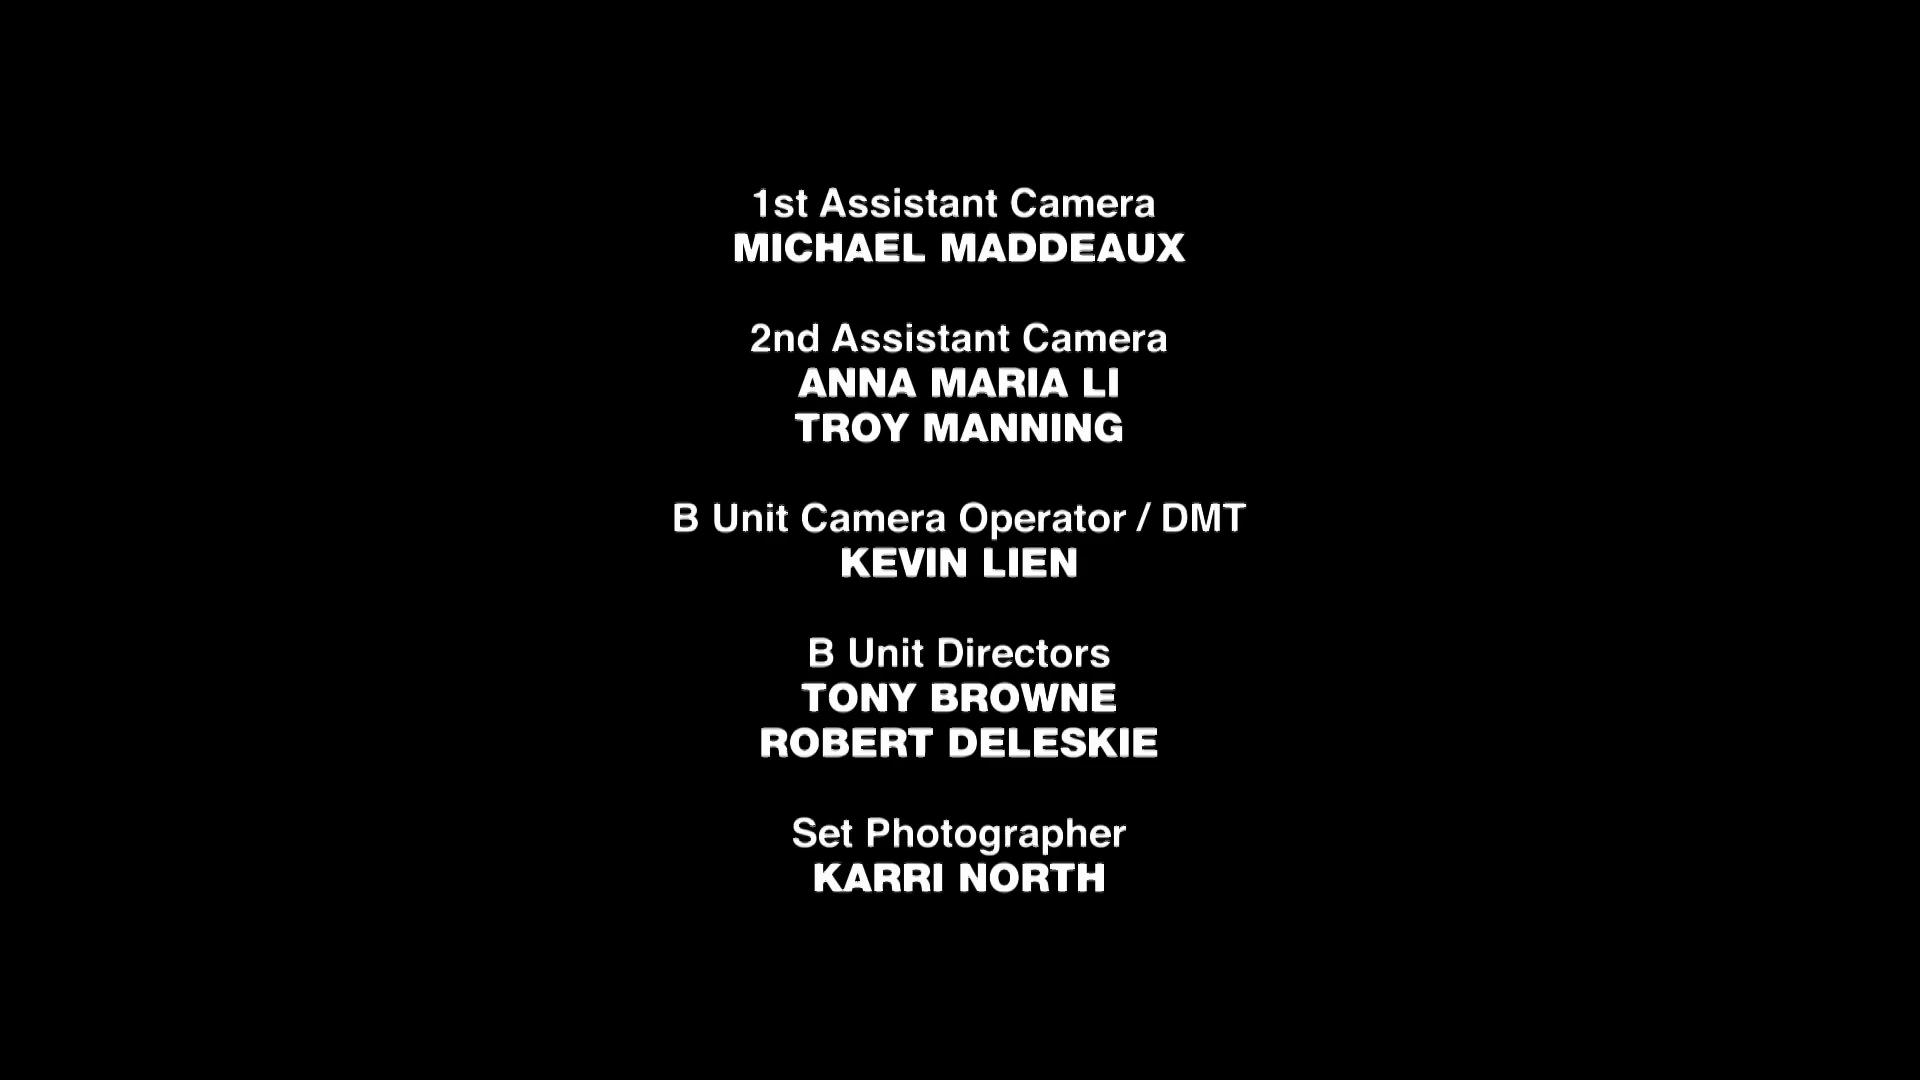 1st Assistant Camera
MICHAEL MADDEAUX
2nd Assistant Camera
ANNA MARIA LI
TROY MANNING
B Unit Camera Operator / DMT
KEVIN LIEN
B Unit Directors
TONY BROWNE
ROBERT DELESKIE
Set Photographer
KARRI NORTH